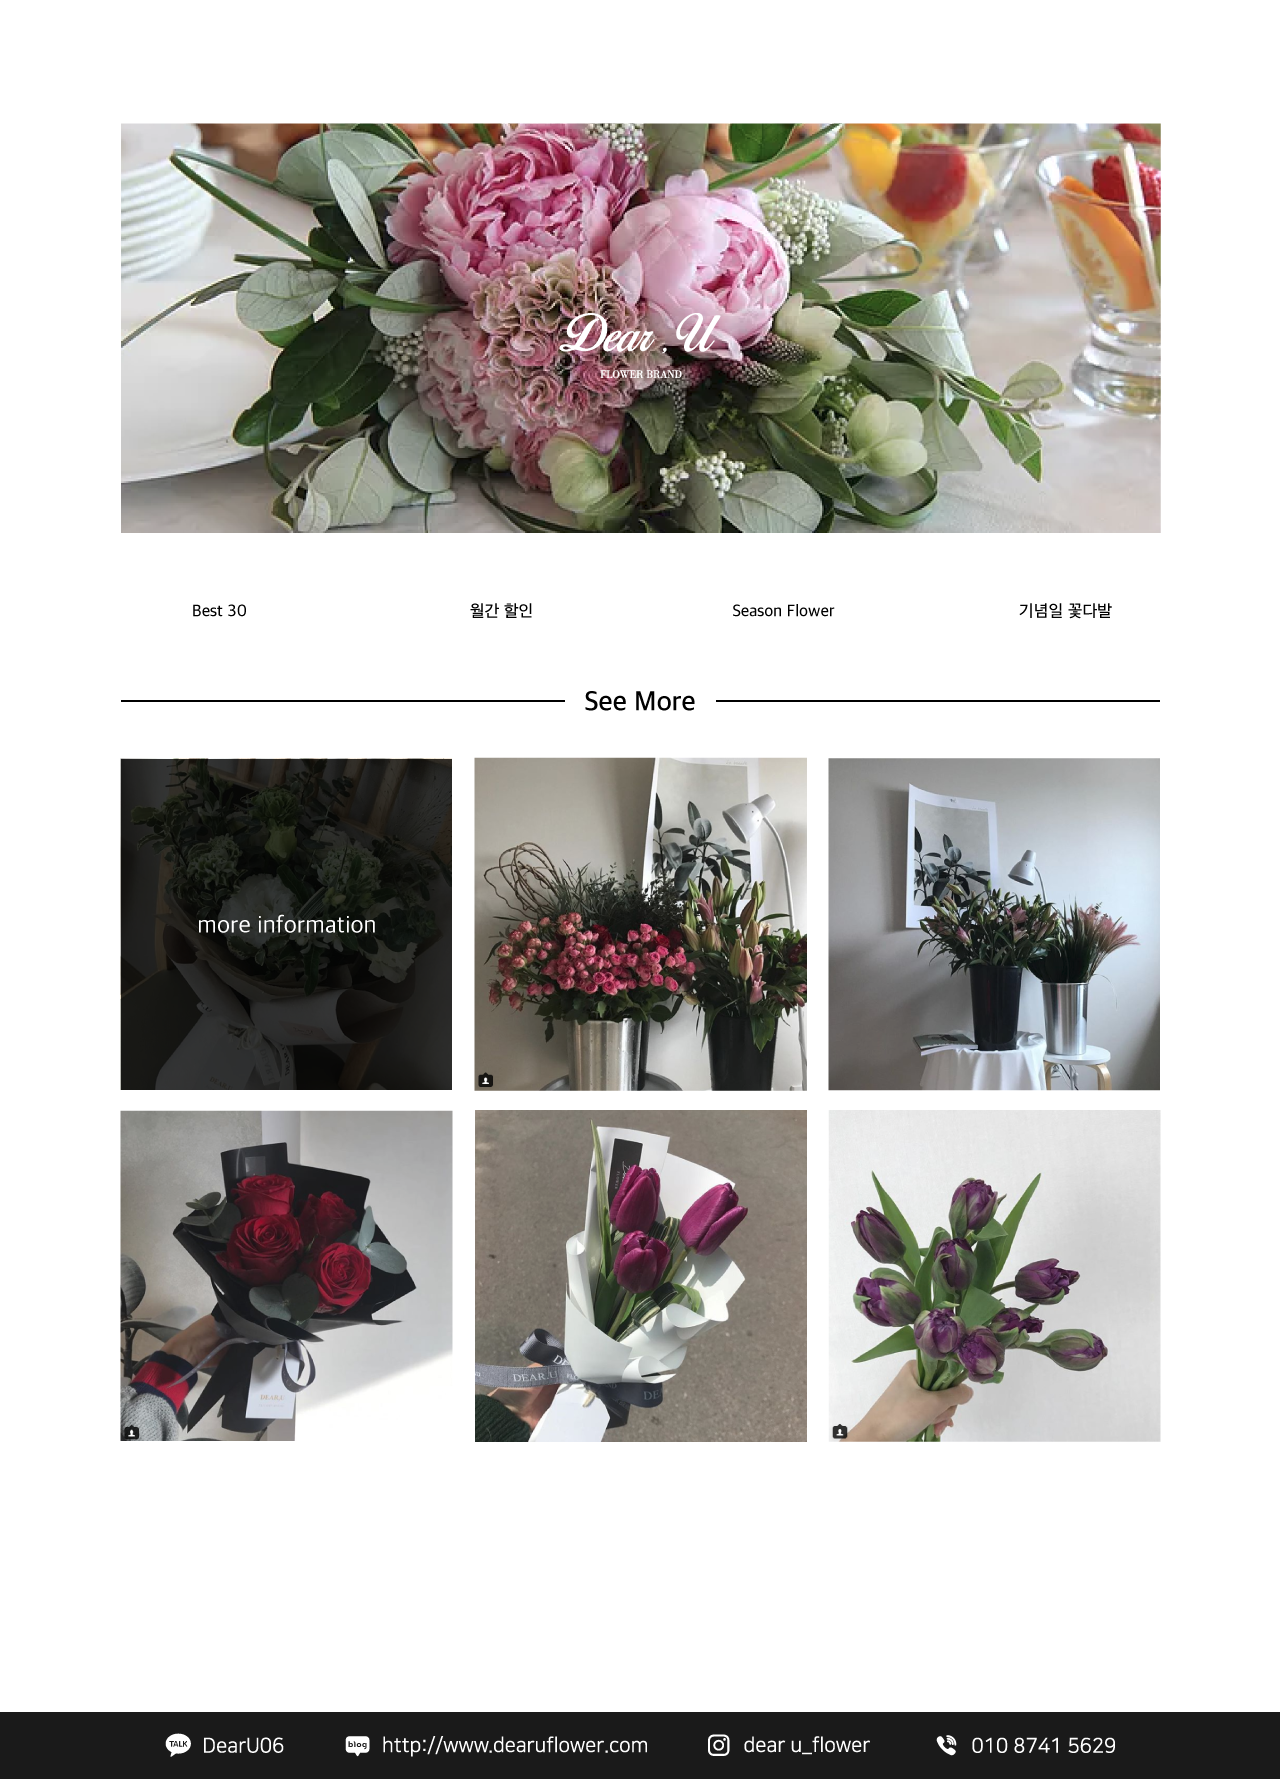 Dear , U
FLOWER BRAND
Best 30
월간 할인
Season Flower
기념일 꽃다발
See More
more information
DEAR.U
DEAR.U
TALK DearU06
blog http://www.dearuflower.com
dear u_flower
010 8741 5629